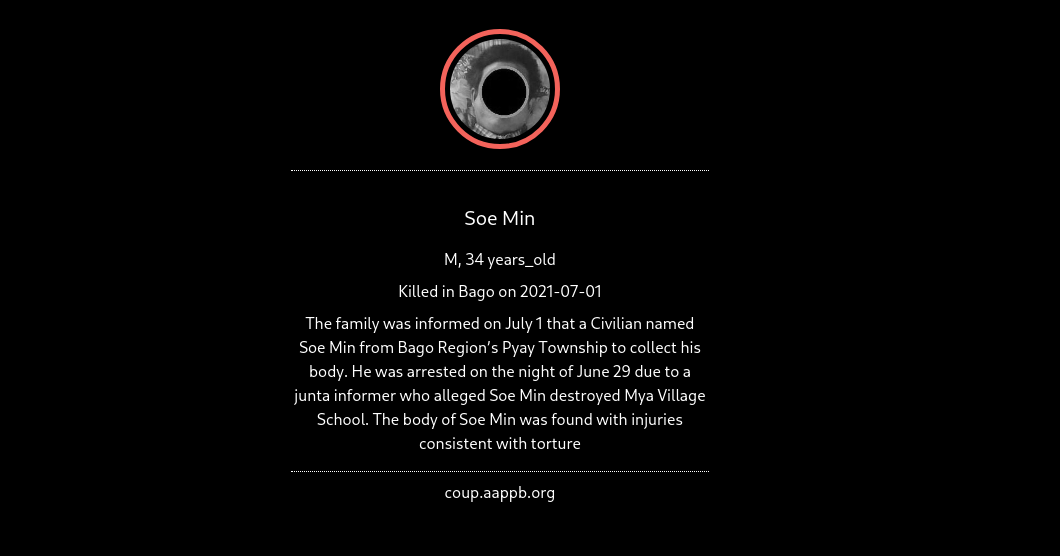 Soe Min
M, 34 years_old
Killed in Bago on 2021-07-01
The family was informed on July 1 that a Civilian named
Soe Min from Bago Region's Pyay Township to collect his
body. He was arrested on the night of June 29 due to a
junta informer who alleged Soe Min destroyed Mya Village
School. The body of Soe Min was found with injuries
consistent with torture
coup.aappb.org